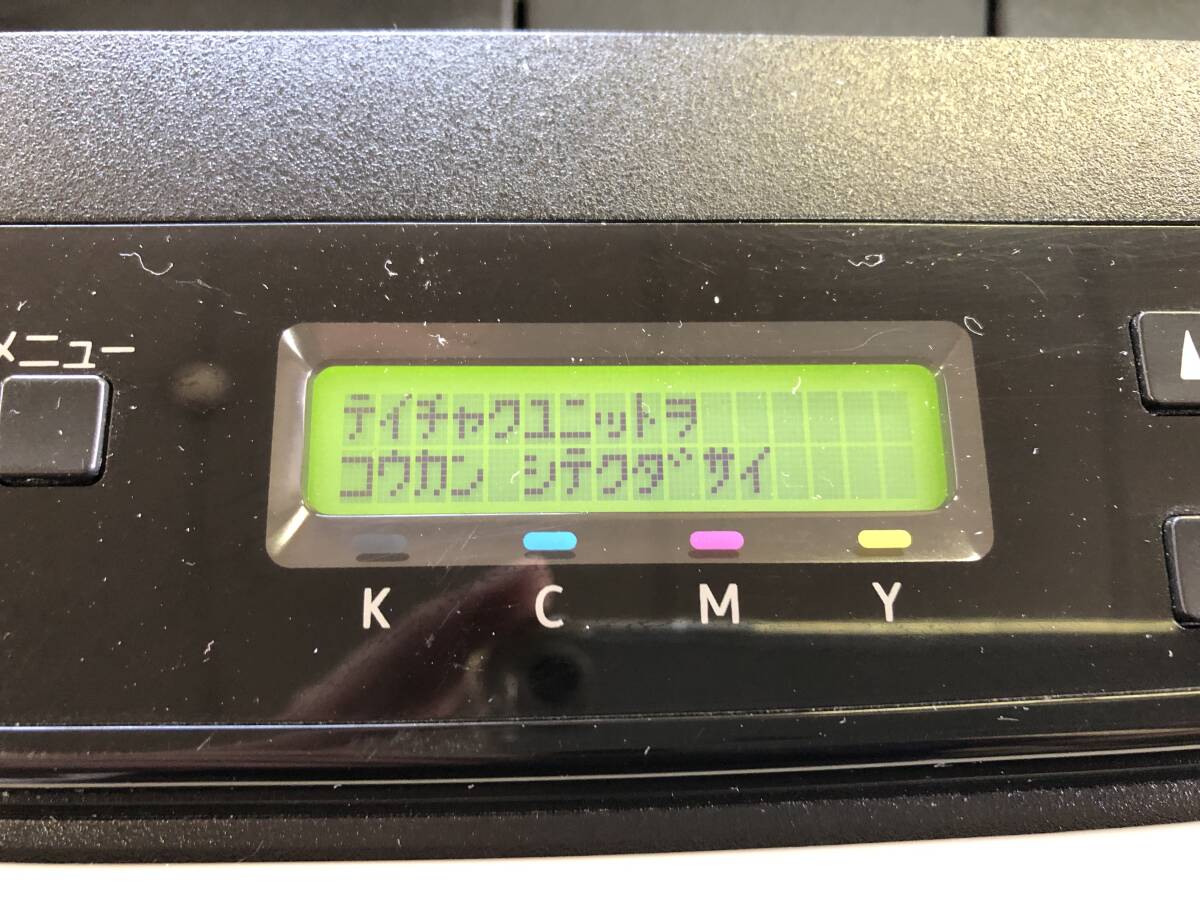 メニュー
テイチャクユニットヲ
コウカン シテクダサイ
K C M Y